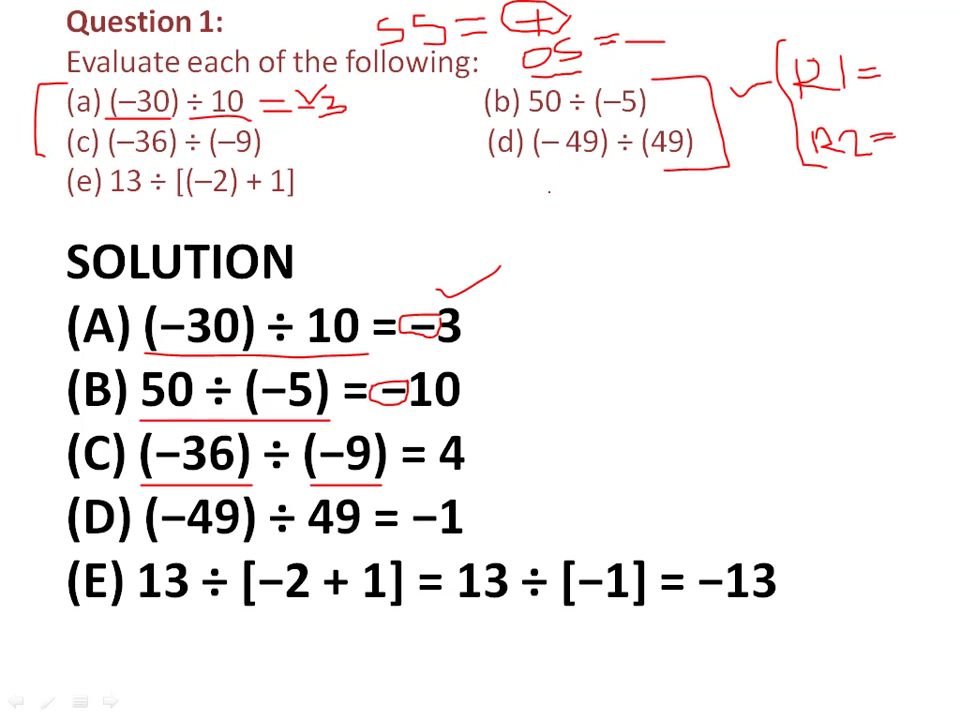 Question 1:
SS = +
OS = −
Evaluate each of the following:
(a) (–30) ÷ 10 = –3
(b) 50 ÷ (–5)
R1 =
(c) (–36) ÷ (–9)
(d) (– 49) ÷ (49)
R2 =
(e) 13 ÷ [(–2) + 1]
SOLUTION
(A) (−30) ÷ 10 = −3
(B) 50 ÷ (−5) = −10
(C) (−36) ÷ (−9) = 4
(D) (−49) ÷ 49 = −1
(E) 13 ÷ [−2 + 1] = 13 ÷ [−1] = −13